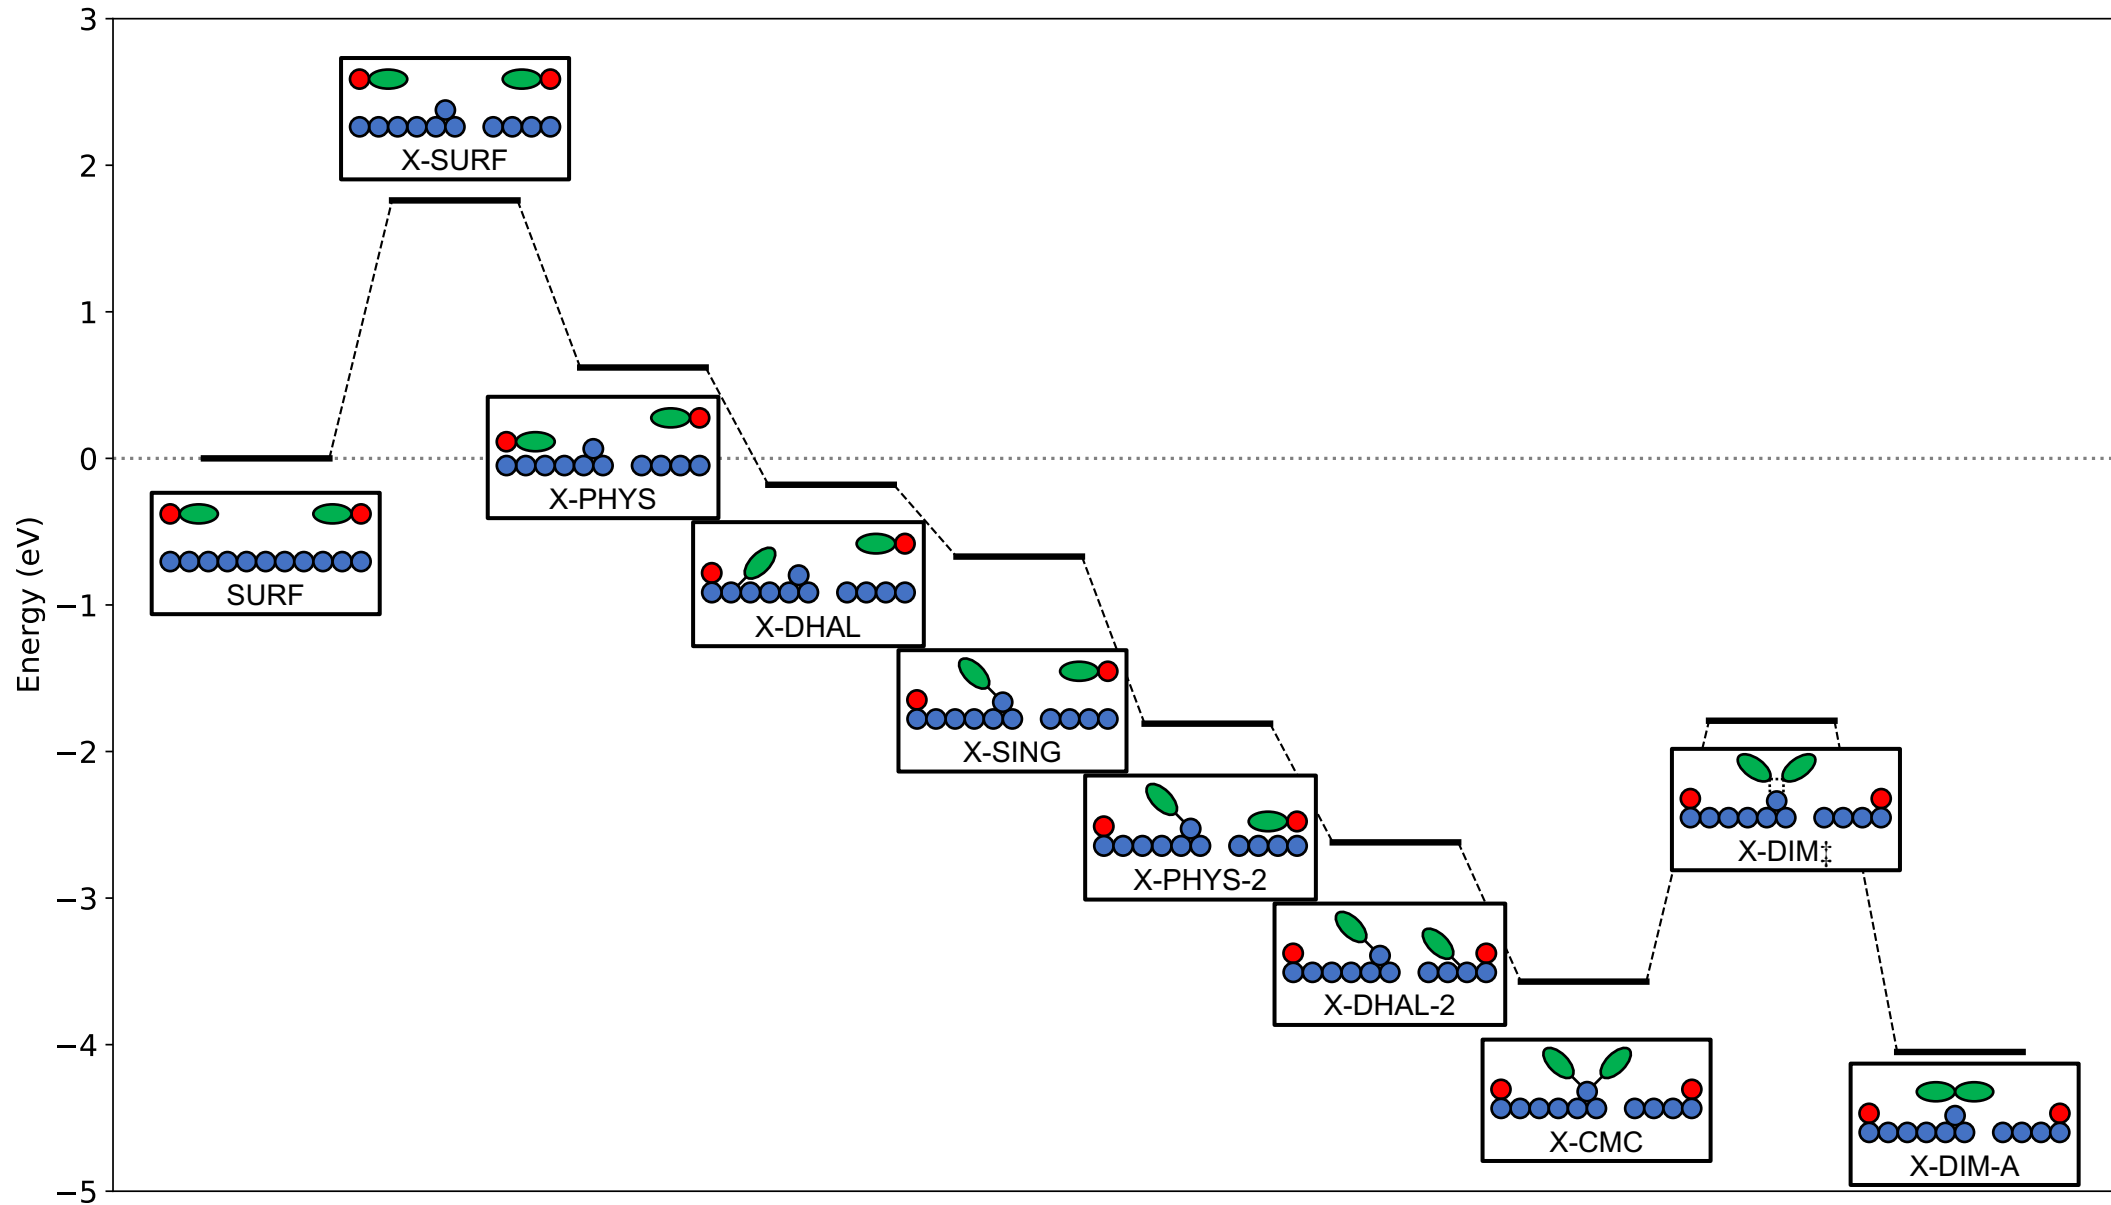 3
2
1
0
−1
−2
−3
−4
−5
Energy (eV)
X-SURF
SURF
X-PHYS
X-DHAL
X-SING
X-PHYS-2
X-DHAL-2
X-CMC
X-DIM‡
X-DIM-A